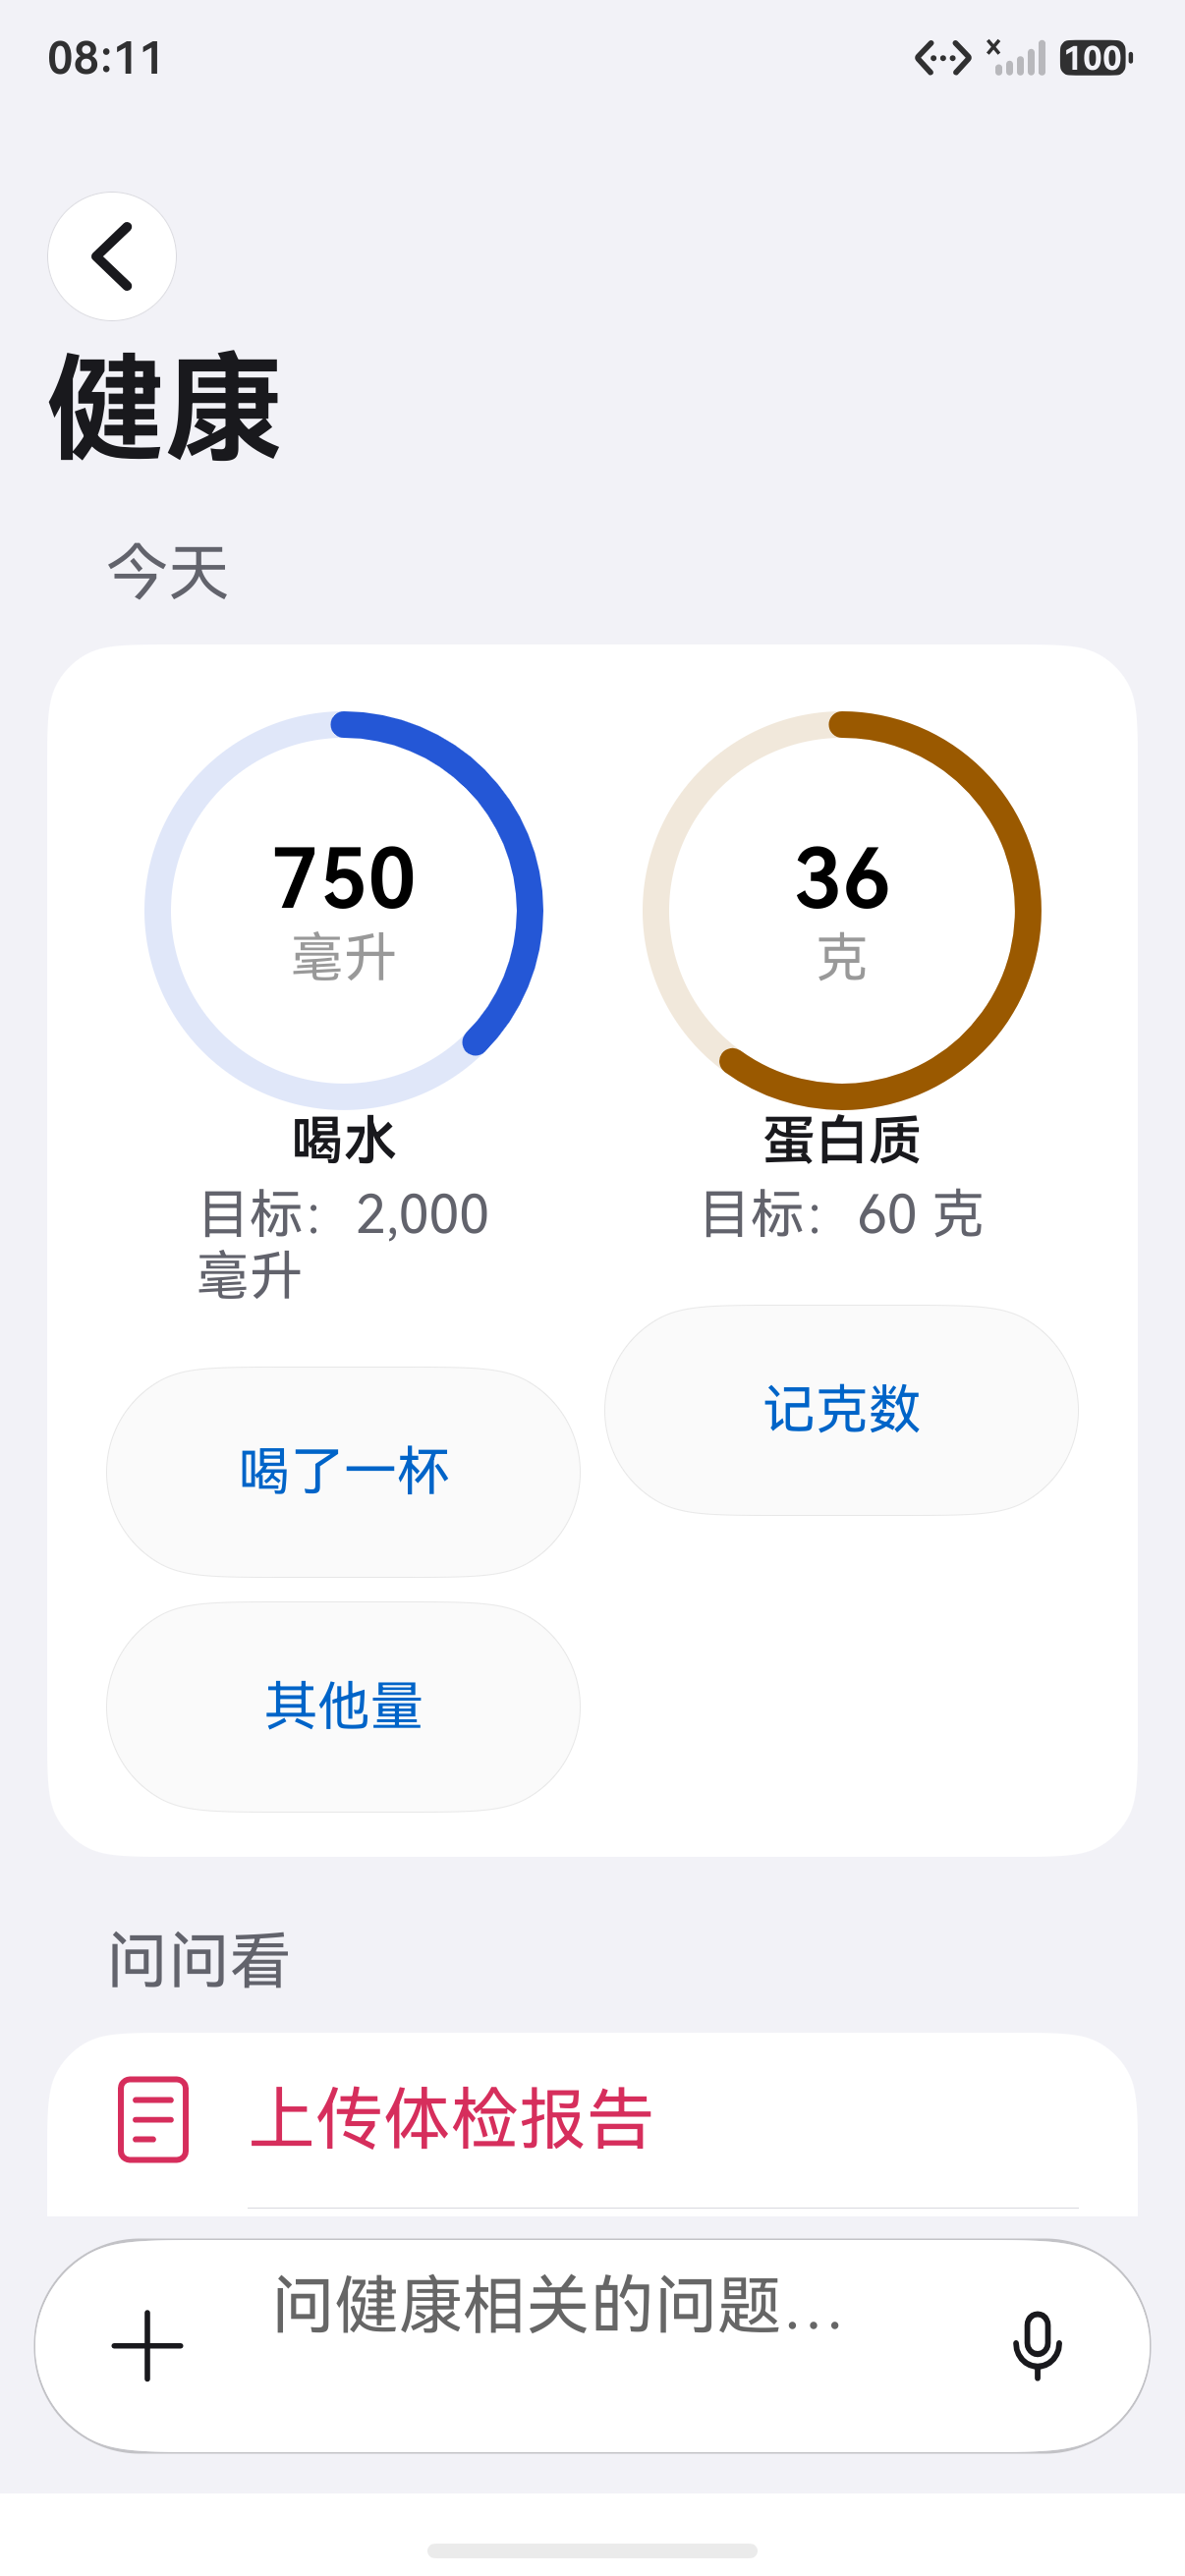 08:11
100
健康
今天
750
毫升
36
克
喝水
蛋白质
目标：2,000
毫升
目标：60 克
喝了一杯
记克数
其他量
问问看
上传体检报告
问健康相关的问题…